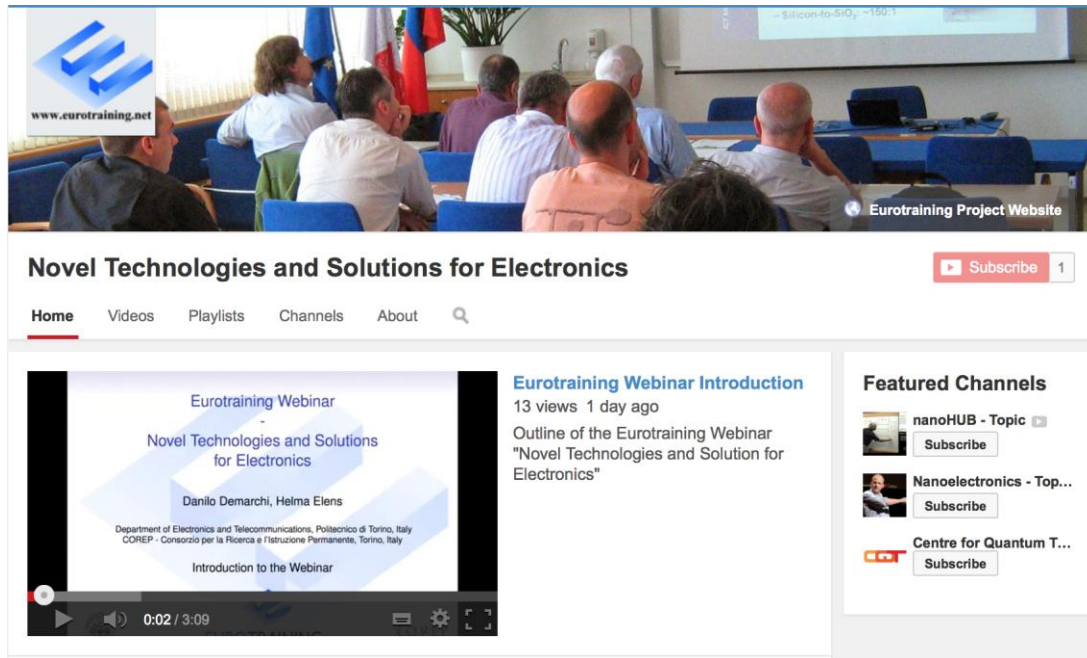 – Silicon-to-SiO₂ ~150:1
www.eurotraining.net
Eurotraining Project Website
Novel Technologies and Solutions for Electronics
Subscribe 1
Home Videos Playlists Channels About
Eurotraining Webinar
-
Novel Technologies and Solutions
for Electronics
Danilo Demarchi, Helma Elens
Department of Electronics and Telecommunications, Politecnico di Torino, Italy
COREP - Consorzio per la Ricerca e l'Istruzione Permanente, Torino, Italy
Introduction to the Webinar
0:02 / 3:09
EUROTRAINING
Eurotraining Webinar Introduction
13 views 1 day ago
Outline of the Eurotraining Webinar
"Novel Technologies and Solution for
Electronics"
Featured Channels
nanoHUB - Topic
Subscribe
Nanoelectronics - Top...
Subscribe
CQT
Centre for Quantum T...
Subscribe